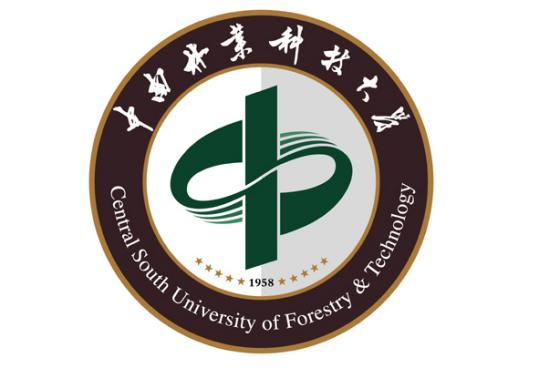 中南林业科技大学
1958
Central South University of Forestry & Technology